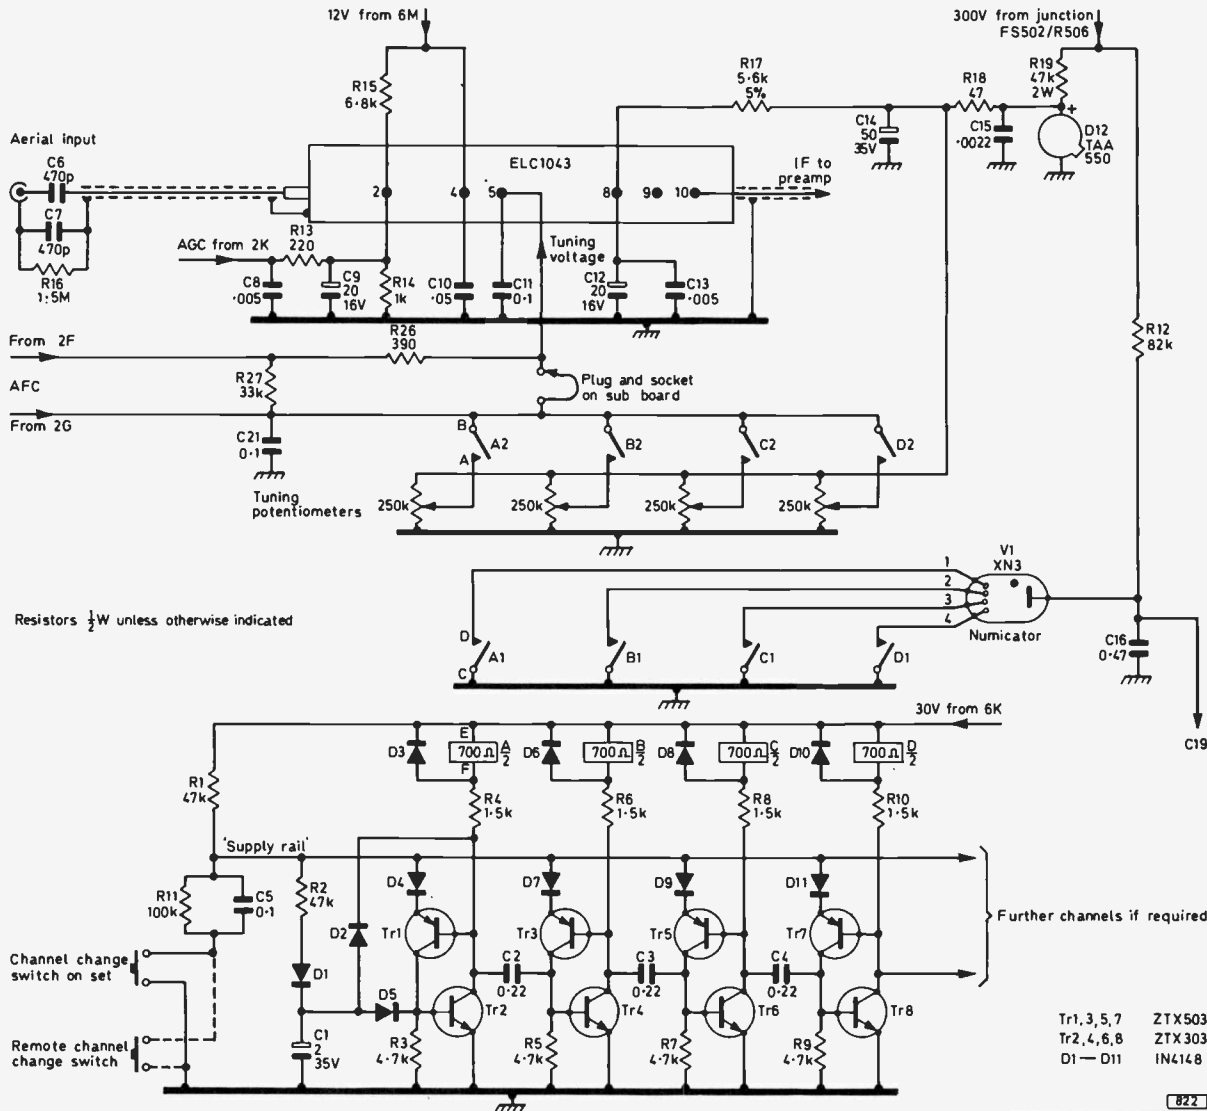 12V from 6M
300V from junction
FS502/R506
R15
6·8k
R17
5·6k
5%
R18
47
R19
47k
2W
C14
50
35V
C15
·0022
D12
TAA
550
Aerial input
C6
470p
C7
470p
R16
1·5M
ELC1043
2
4
5
8
9
10
IF to
preamp
AGC from 2K
R13
220
C8
·005
C9
20
16V
R14
1k
C10
·05
C11
0·1
Tuning
voltage
C12
20
16V
C13
·005
R12
82k
From 2F
R26
390
AFC
R27
33k
Plug and socket
on sub board
From 2G
C21
0·1
B
A
A2
B2
C2
D2
Tuning
potentiometers
250k
250k
250k
250k
V1
XN3
1
2
3
4
Numicator
Resistors ½W unless otherwise indicated
D
C
A1
B1
C1
D1
C16
0·47
C19
30V from 6K
D3
E
700Ω
F
A/2
D6
700Ω
B/2
D8
700Ω
C/2
D10
700Ω
D/2
R1
47k
R4
1·5k
R6
1·5k
R8
1·5k
R10
1·5k
'Supply rail'
R11
100k
C5
0·1
R2
47k
D4
D7
D9
D11
D2
Tr1
Tr3
Tr5
Tr7
Further channels if required
Channel change
switch on set
D1
D5
C2
0·22
C3
0·22
C4
0·22
Tr2
Tr4
Tr6
Tr8
Remote channel
change switch
C1
2
35V
R3
4·7k
R5
4·7k
R7
4·7k
R9
4·7k
Tr1,3,5,7 ZTX503
Tr2,4,6,8 ZTX303
D1—D11 IN4148
822